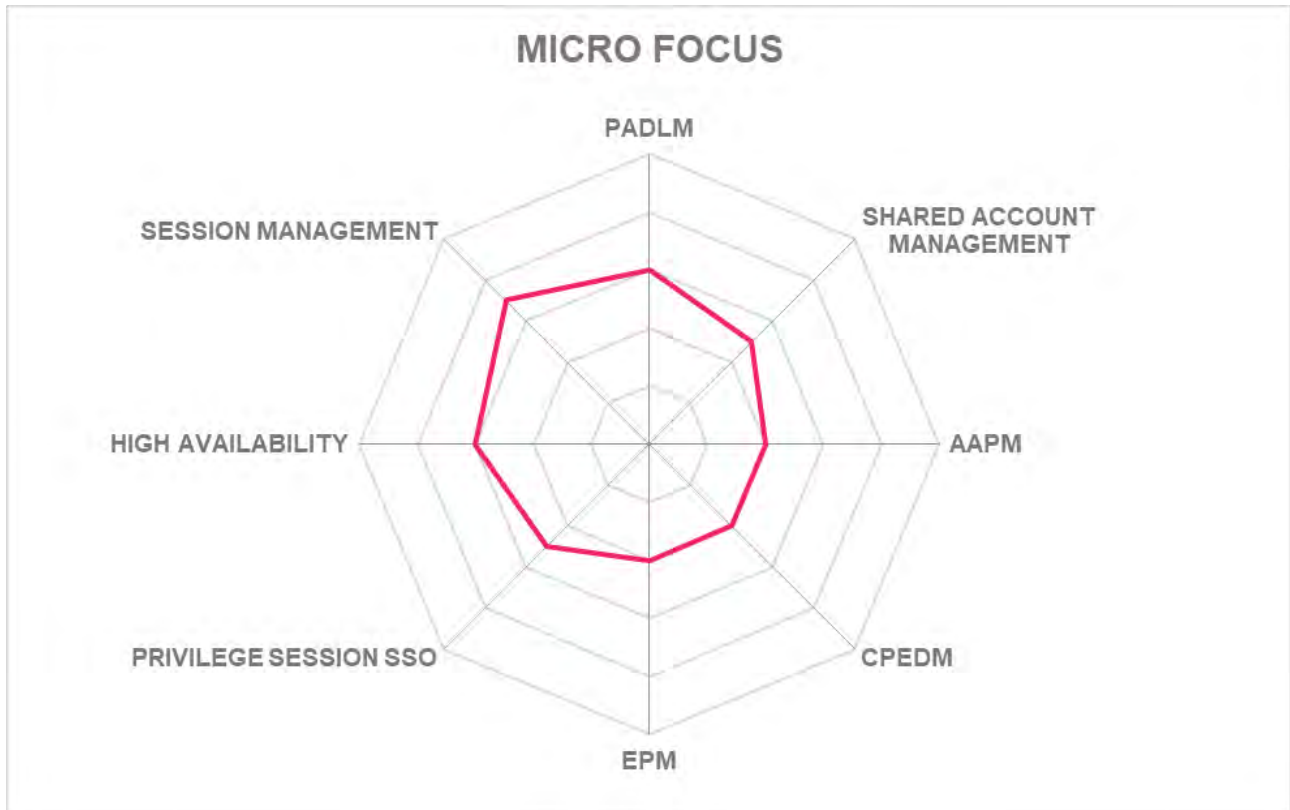 MICRO FOCUS
PADLM
SHARED ACCOUNT
MANAGEMENT
SESSION MANAGEMENT
HIGH AVAILABILITY
AAPM
PRIVILEGE SESSION SSO
CPEDM
EPM